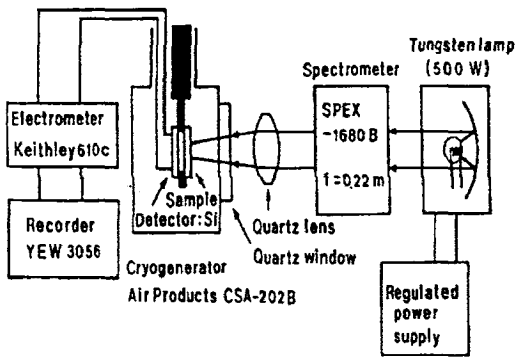 Tungsten lamp
(500 W)
Spectrometer
SPEX
-1680 B
f = 0,22 m
Electrometer
Keithley 610c
Recorder
YEW 3056
Sample
Detector: Si
Quartz lens
Quartz window
Cryogenerator
Air Products CSA-202B
Regulated
power
supply